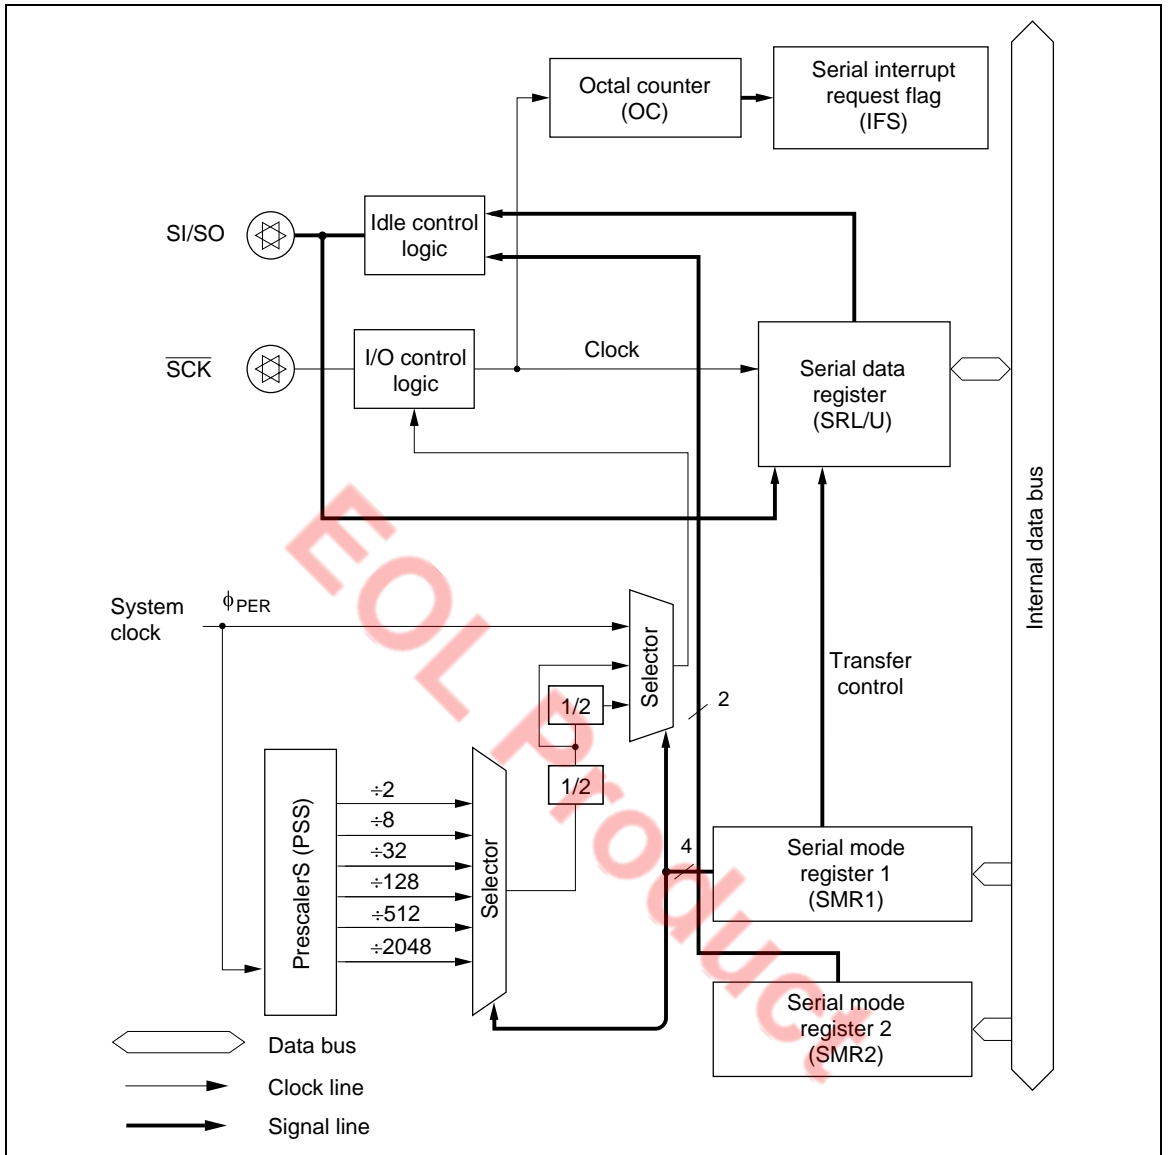 Octal counter
(OC)
Serial interrupt
request flag
(IFS)
SI/SO
Idle control
logic
SCK
I/O control
logic
Clock
Serial data
register
(SRL/U)
Internal data bus
System
clock
ϕPER
Selector
1/2
2
Transfer
control
1/2
PrescalerS (PSS)
÷2
÷8
÷32
÷128
÷512
÷2048
Selector
4
Serial mode
register 1
(SMR1)
Serial mode
register 2
(SMR2)
Data bus
Clock line
Signal line
EOL Product